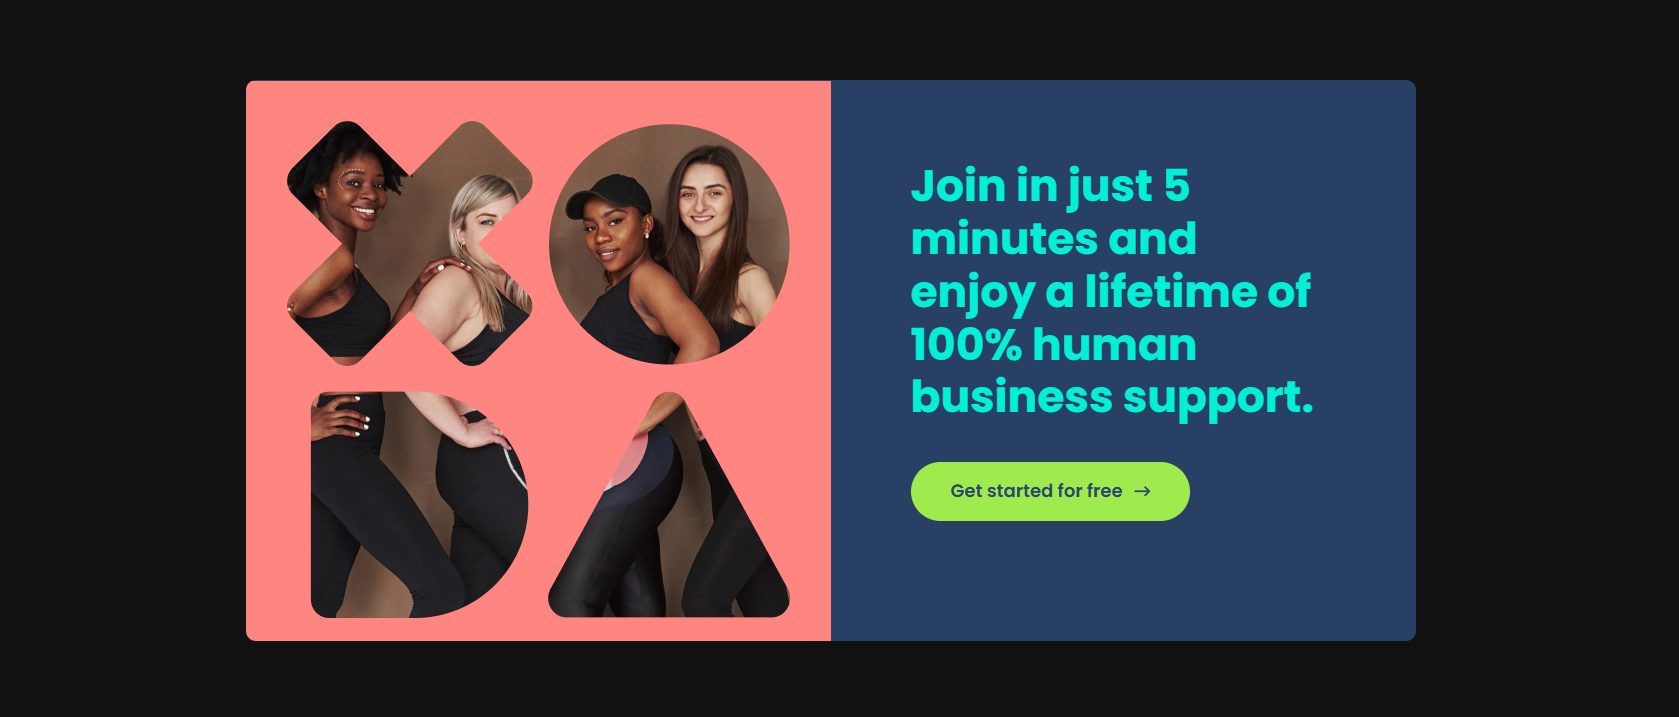 Join in just 5
minutes and
enjoy a lifetime of
100% human
business support.
Get started for free →